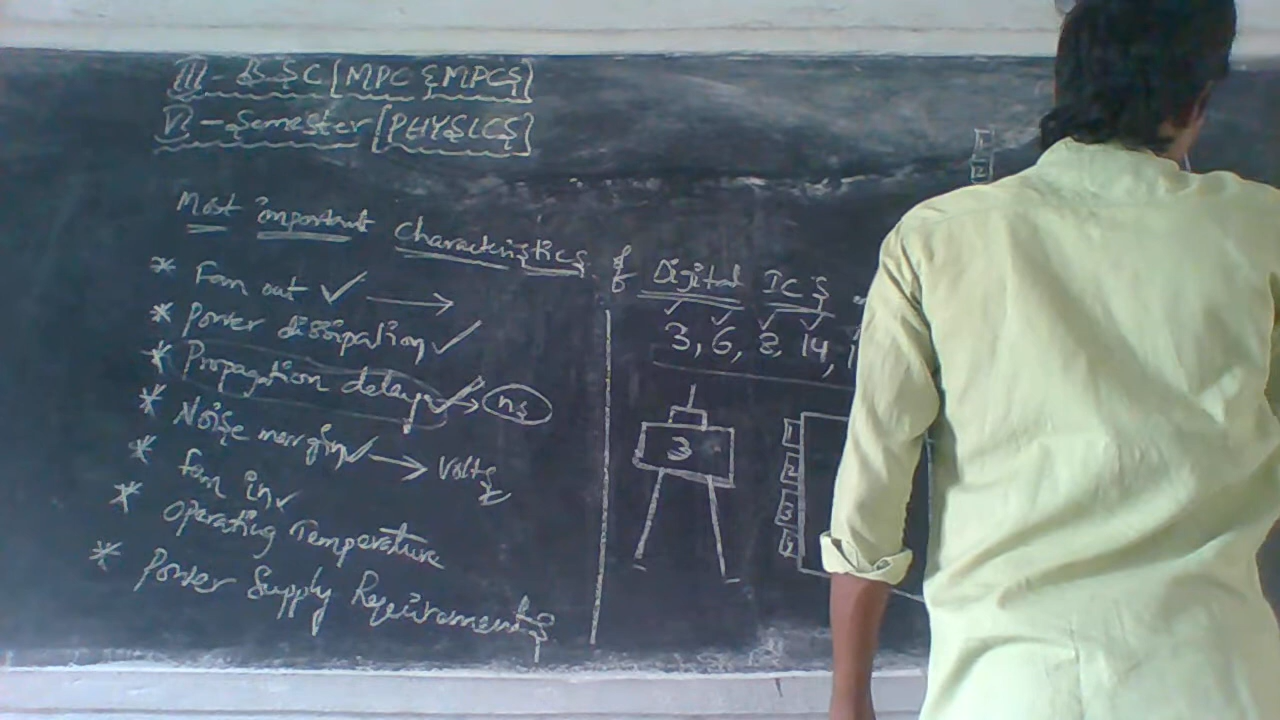 III - B.SC [MPC & MPCS]
VI - Semester [PHYSICS]
Most important characteristics of Digital ICS
* Fan out ✓ →
* Power dissipation ✓
* Propagation delay ✓ → ns
* Noise margin ✓ → Volts
* Fan in ✓
* Operating Temperature
* Power Supply Requirements
3, 6, 8, 14,
3
1
2
3
4
1
2